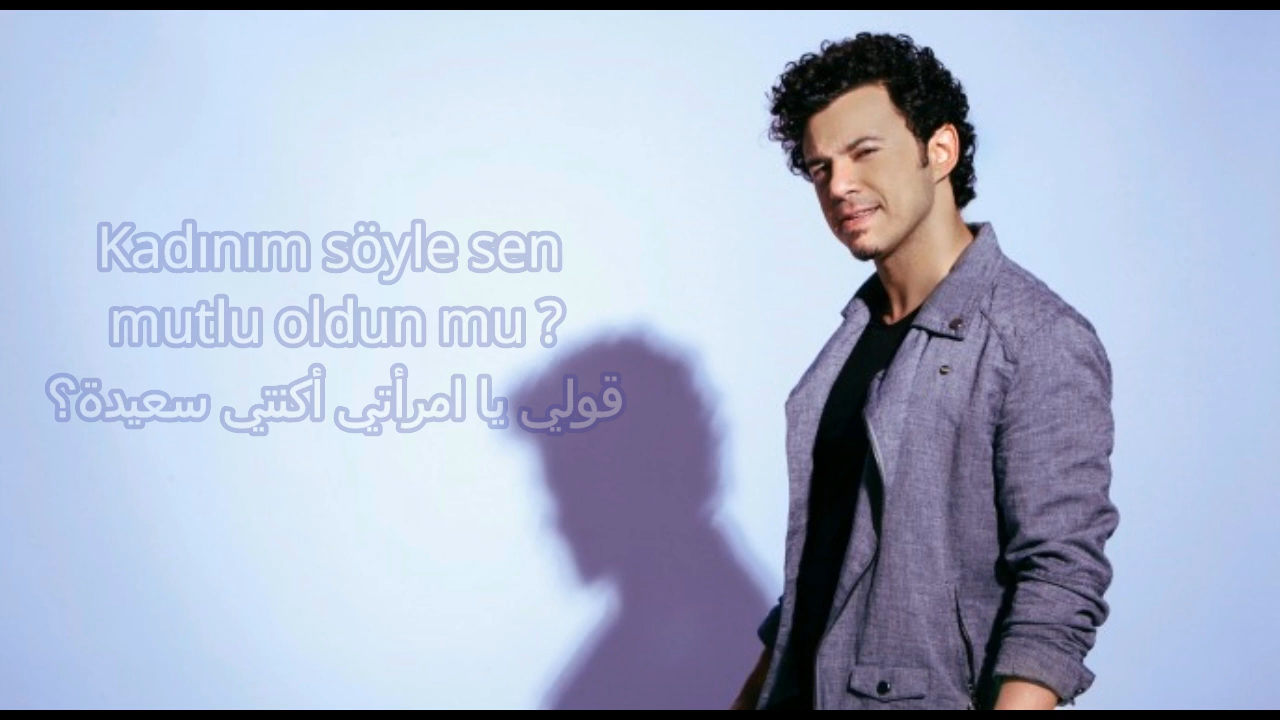 Kadınım söyle sen
mutlu oldun mu ?
قولي يا امرأتي أكنتي سعيدة؟